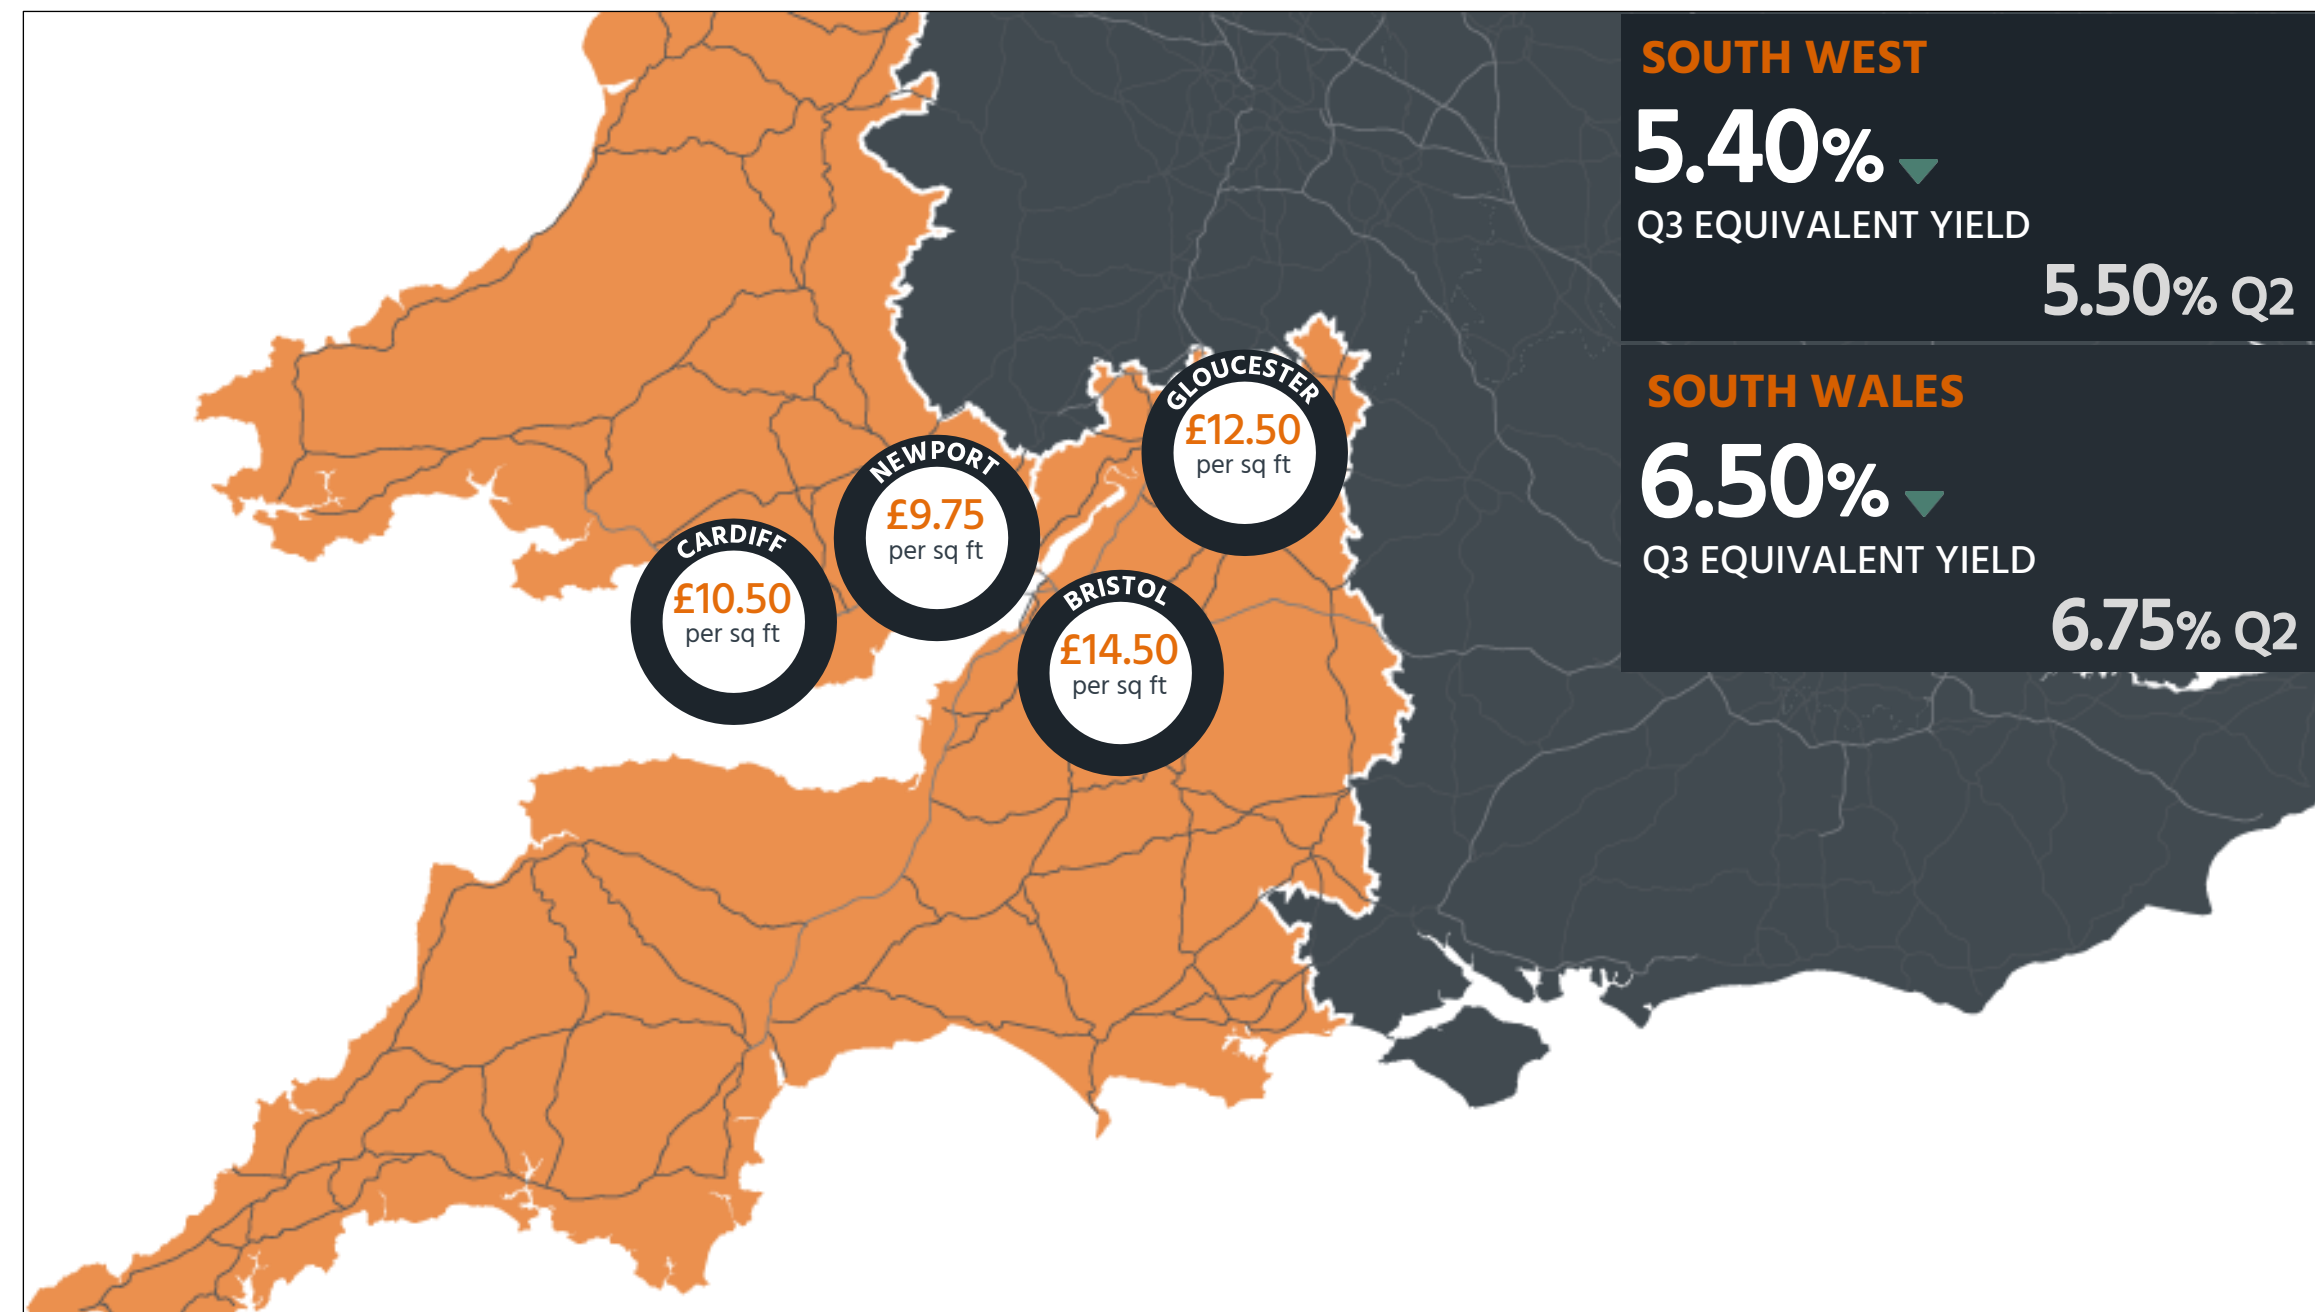 SOUTH WEST
5.40%
Q3 EQUIVALENT YIELD
5.50% Q2
SOUTH WALES
6.50%
Q3 EQUIVALENT YIELD
6.75% Q2
GLOUCESTER
£12.50
per sq ft
NEWPORT
£9.75
per sq ft
CARDIFF
£10.50
per sq ft
BRISTOL
£14.50
per sq ft